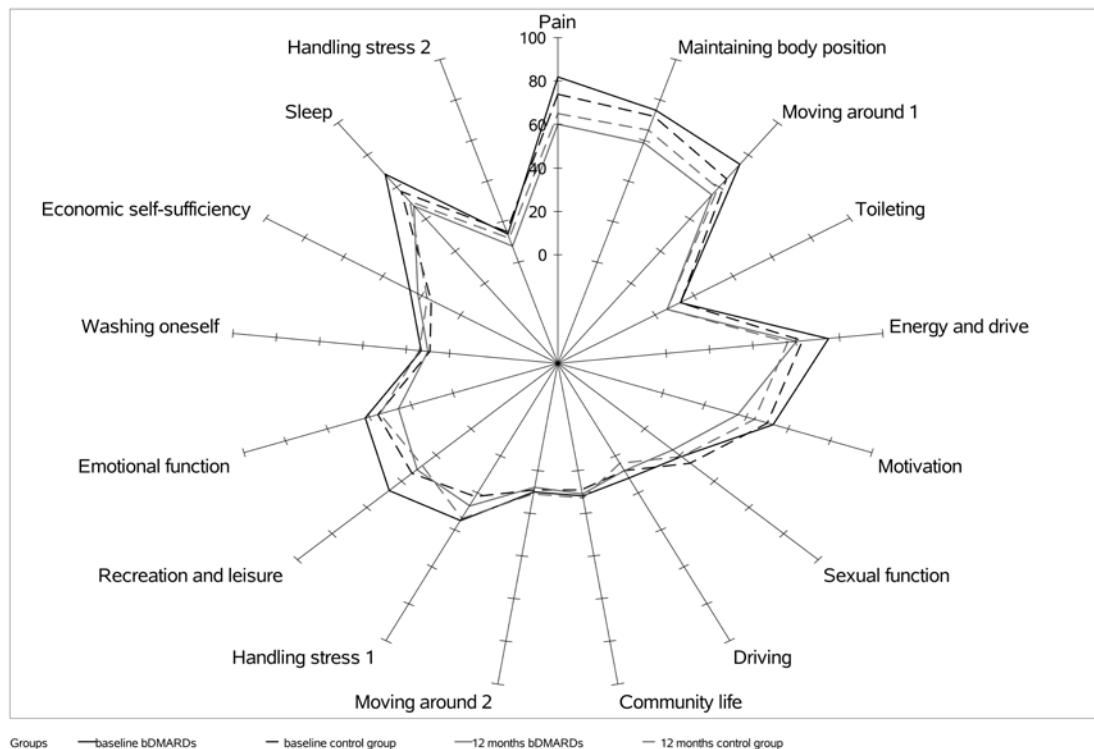 Pain
100
Handling stress 2
Maintaining body position
80
Sleep
Moving around 1
60
40
Economic self-sufficiency
Toileting
20
0
Washing oneself
Energy and drive
Emotional function
Motivation
Recreation and leisure
Sexual function
Handling stress 1
Driving
Moving around 2
Community life
Groups baseline bDMARDs baseline control group 12 months bDMARDs 12 months control group